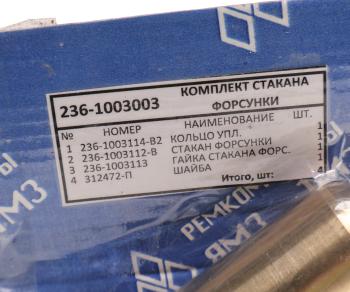 236-1003003 КОМПЛЕКТ СТАКАНА
ФОРСУНКИ
№ НОМЕР НАИМЕНОВАНИЕ ШТ.
1 236-1003114-В2 КОЛЬЦО УПЛ. 1
2 236-1003112-В СТАКАН ФОРСУНКИ 1
3 236-1003113 ГАЙКА СТАКАНА ФОРС. 1
4 312472-П ШАЙБА 1
Итого, шт: 4
ЯМЗ
РЕМКОМ
ЯМЗ